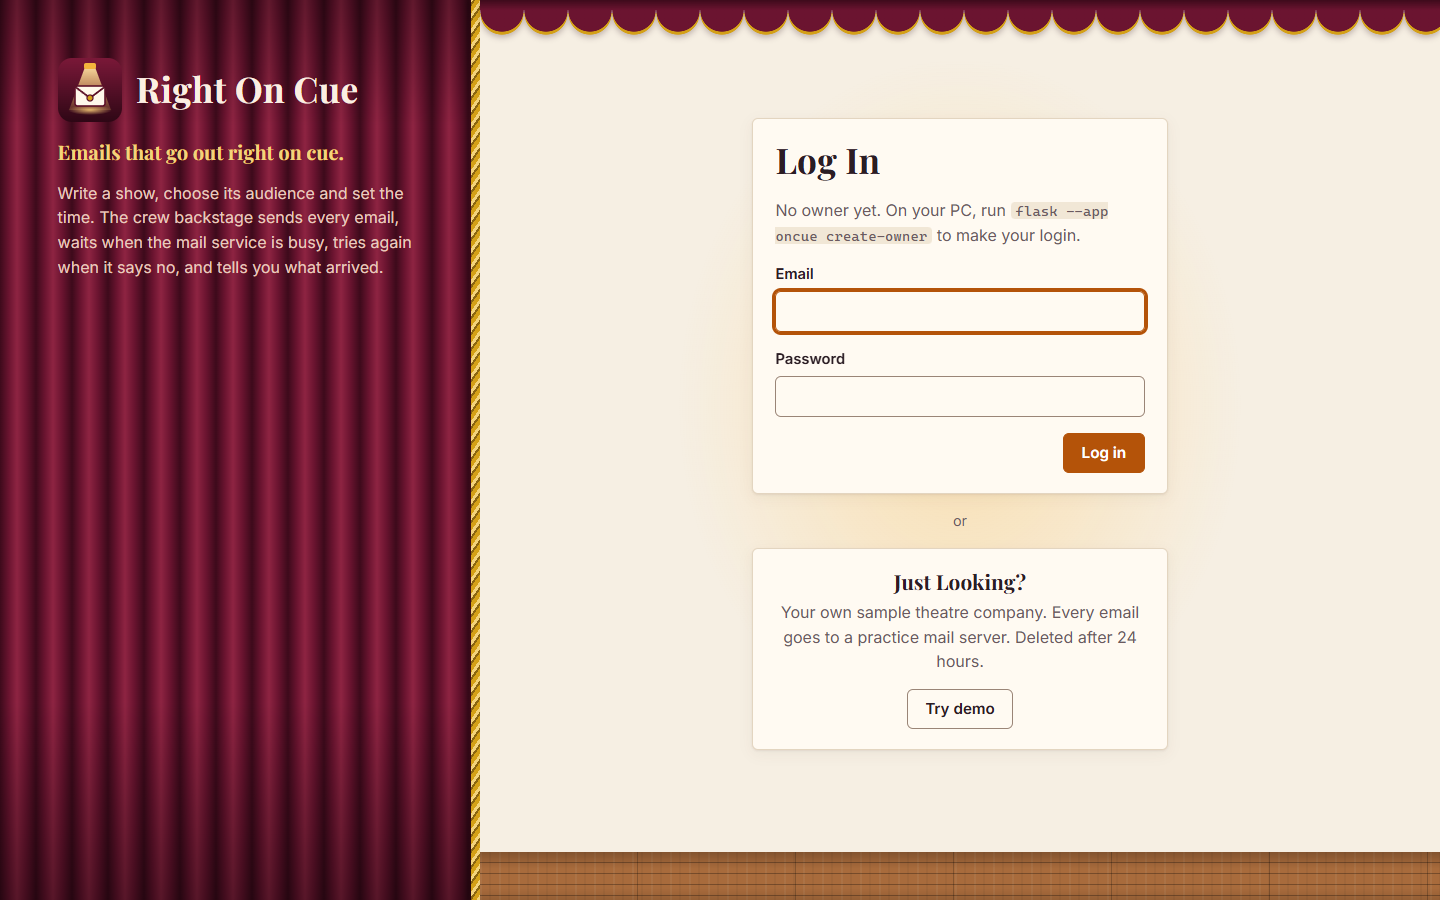 Right On Cue
Emails that go out right on cue.
Write a show, choose its audience and set the
time. The crew backstage sends every email,
waits when the mail service is busy, tries again
when it says no, and tells you what arrived.
Log In
No owner yet. On your PC, run flask --app
oncue create-owner to make your login.
Email
Password
Log in
or
Just Looking?
Your own sample theatre company. Every email
goes to a practice mail server. Deleted after 24
hours.
Try demo